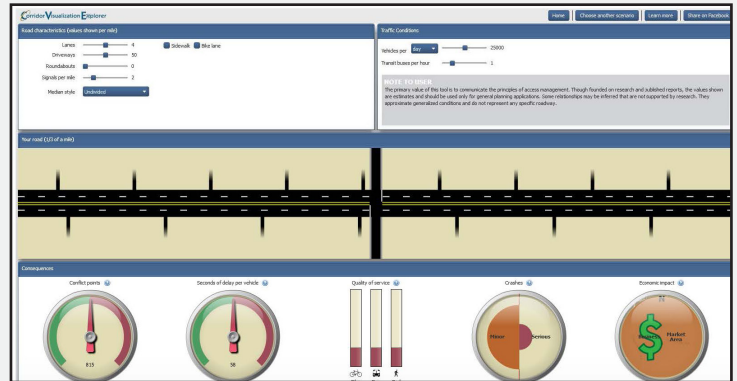 Corridor Visualization Explorer
Home
Choose another scenario
Learn more
Share on Facebook
Road characteristics (values shown per mile)
Lanes 4
Sidewalk
Bike lane
Driveways 50
Roundabouts 0
Signals per mile 2
Median style Undivided
Traffic Conditions
Vehicles per day 25000
Transit buses per hour 1
NOTE TO USER
The primary value of this tool is to communicate the principles of access management. Though founded on research and published reports, the values shown
are estimates and should be used only for general planning applications. Some relationships may be inferred that are not supported by research. They
approximate generalized conditions and do not represent any specific roadway.
Your road (1/3 of a mile)
Consequences
Conflict points
815
Seconds of delay per vehicle
58
Quality of service
Crashes
Minor
Serious
Economic impact
Business
Market
Area